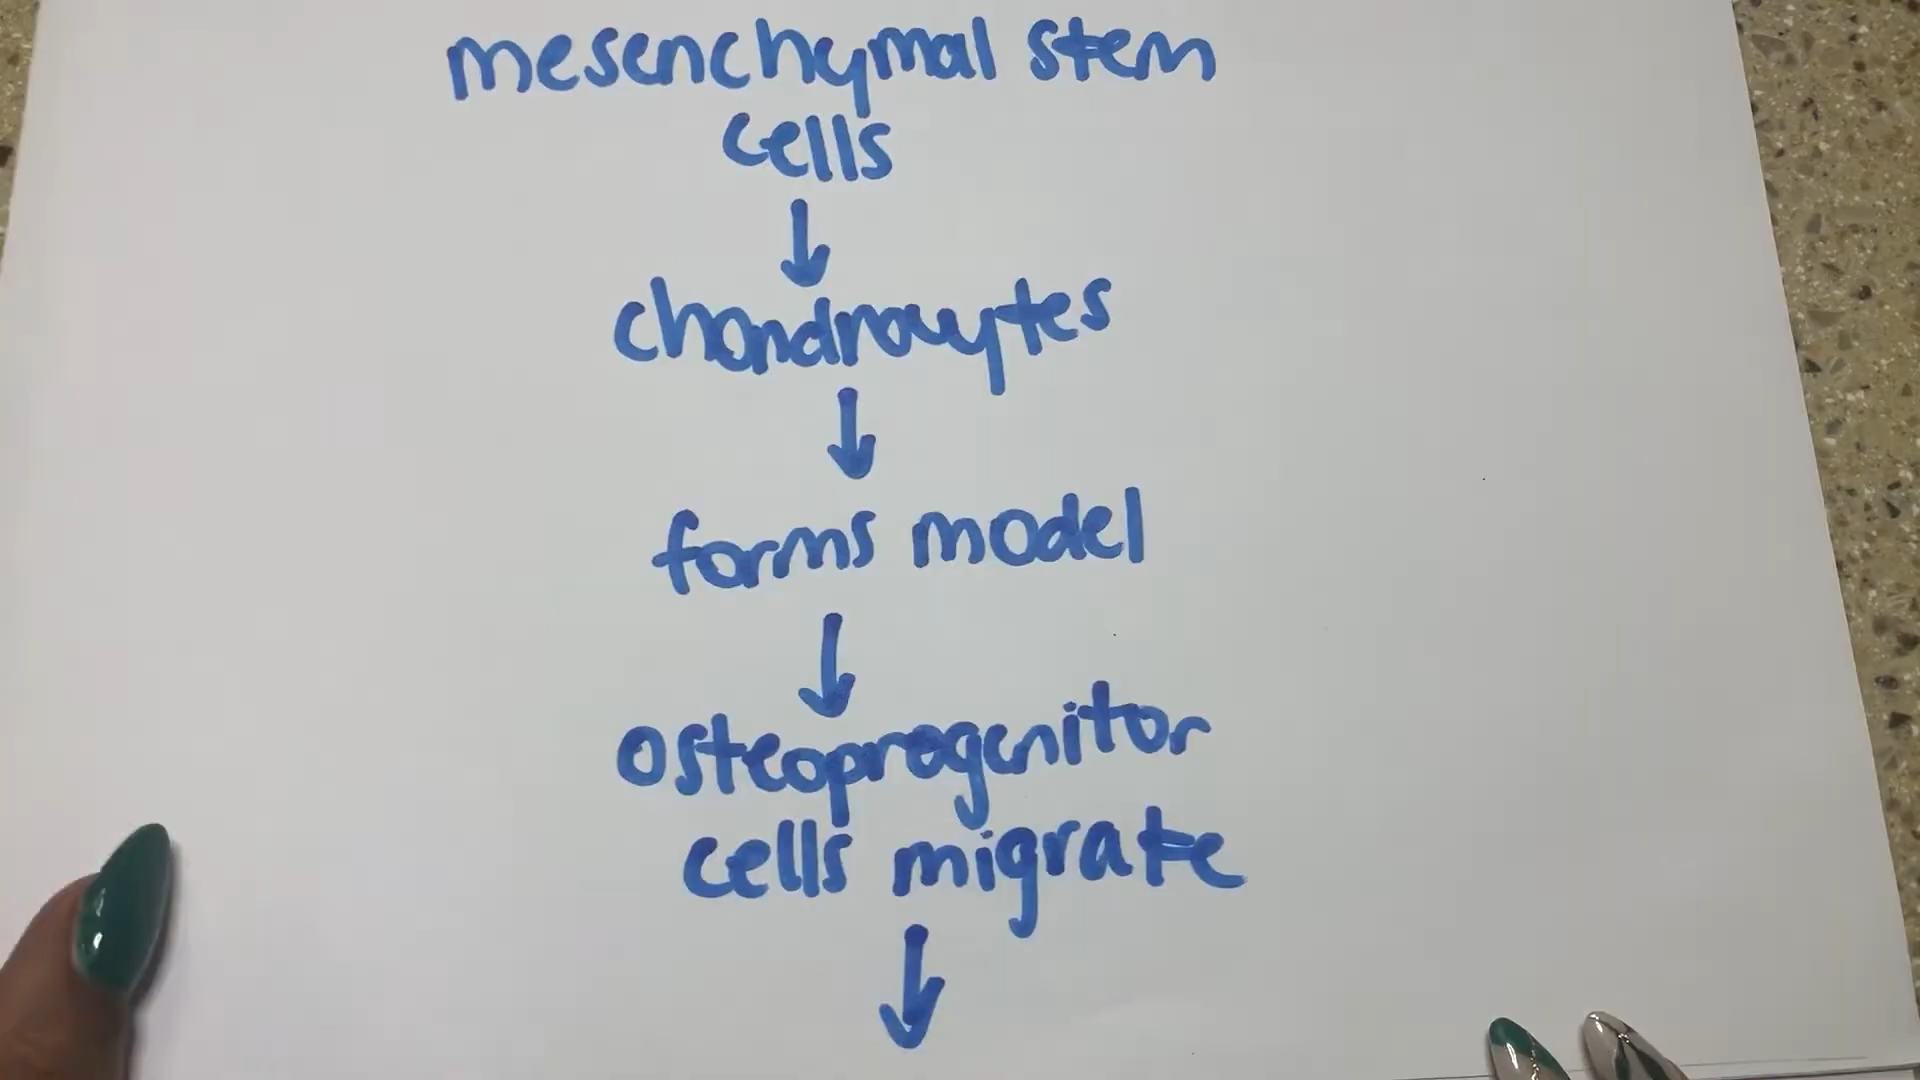 mesenchymal stem
cells
↓
chondrocytes
↓
forms model
↓
osteoprogenitor
cells migrate
↓